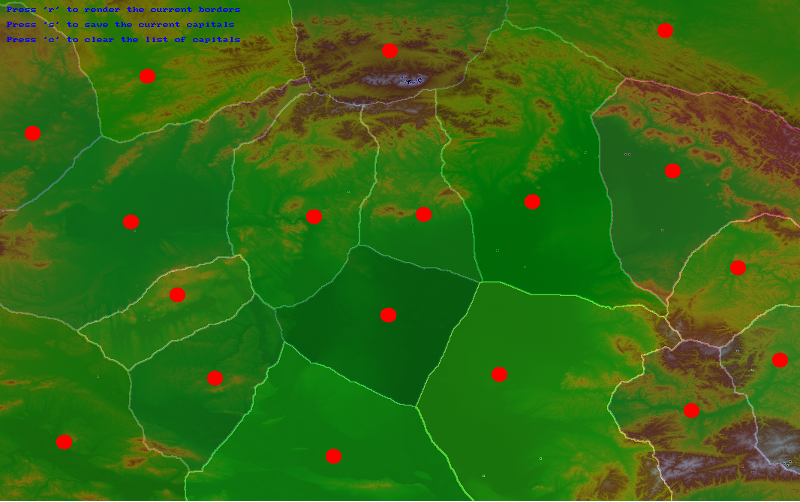 Press 'r' to render the current borders
Press 's' to save the current capitals
Press 'c' to clear the list of capitals